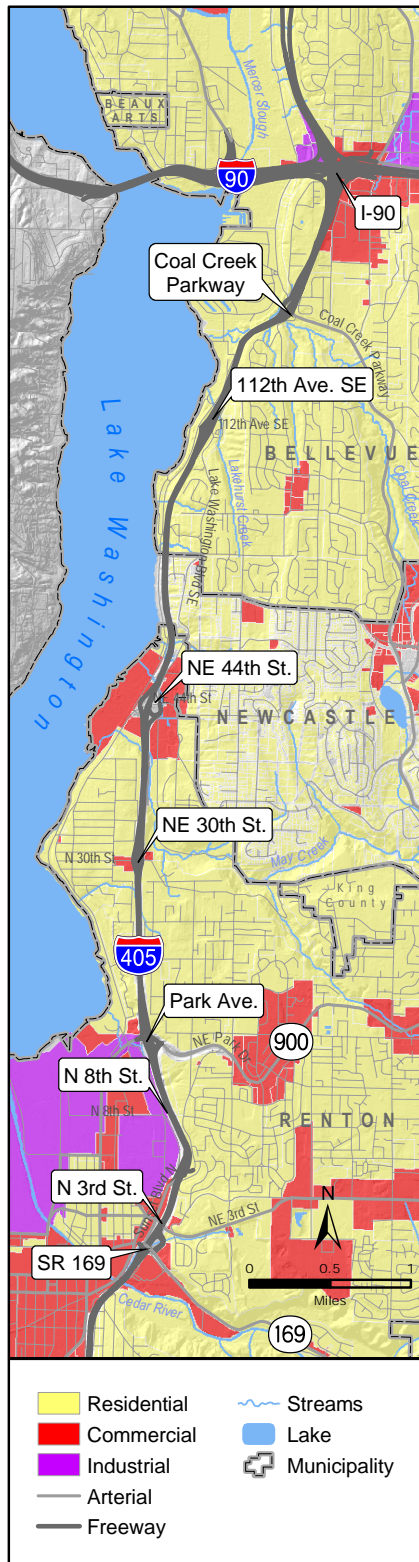 BEAUX
ARTS
Mercer Slough
90
I-90
Coal Creek
Parkway
Coal Creek Parkway
112th Ave. SE
112th Ave SE
Lake Washington
BELLEVUE
Lakehurst Creek
Coal Creek
Lake Washington Blvd SE
NE 44th St.
NEWCASTLE
NE 30th St.
N 30th St
May Creek
King
County
405
Park Ave.
900
NE Park Dr
N 8th St.
N 8th St
RENTON
N 3rd St.
NE 3rd St
N
SR 169
0 0.5 1
Miles
Cedar River
169
Residential
Commercial
Industrial
Arterial
Freeway
Streams
Lake
Municipality